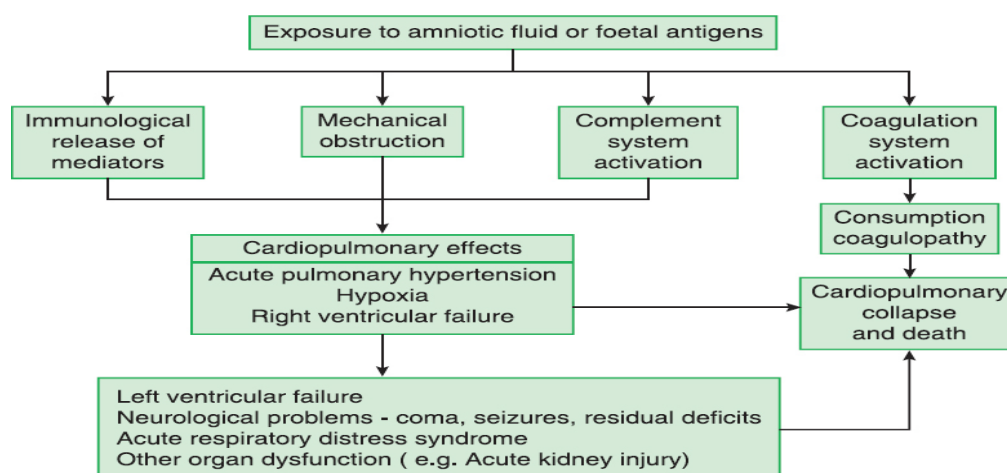 Exposure to amniotic fluid or foetal antigens
Immunological
release of
mediators
Mechanical
obstruction
Complement
system
activation
Coagulation
system
activation
Consumption
coagulopathy
Cardiopulmonary effects
Acute pulmonary hypertension
Hypoxia
Right ventricular failure
Cardiopulmonary
collapse
and death
Left ventricular failure
Neurological problems - coma, seizures, residual deficits
Acute respiratory distress syndrome
Other organ dysfunction ( e.g. Acute kidney injury)